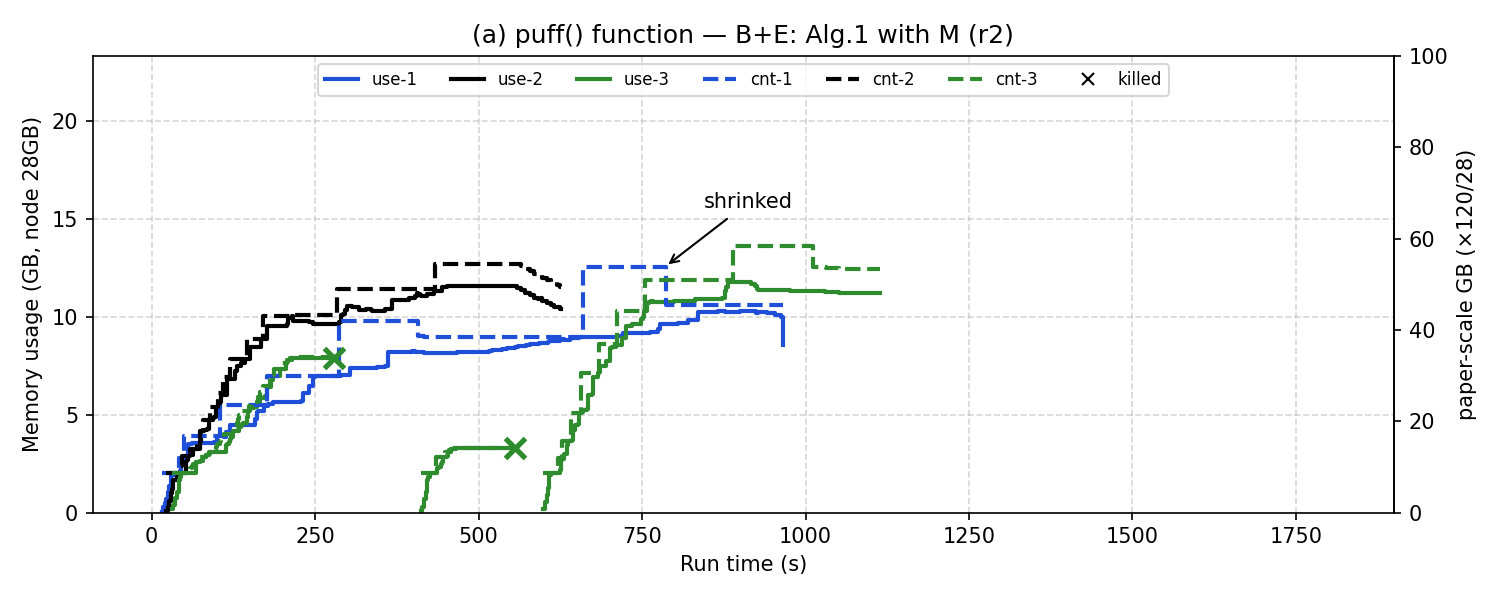 (a) puff() function — B+E: Alg.1 with M (r2)
use-1 use-2 use-3 cnt-1 cnt-2 cnt-3 killed
Memory usage (GB, node 28GB)
20
15
10
5
0
shrinked
100
80
60
40
20
0
paper-scale GB (×120/28)
0 250 500 750 1000 1250 1500 1750
Run time (s)